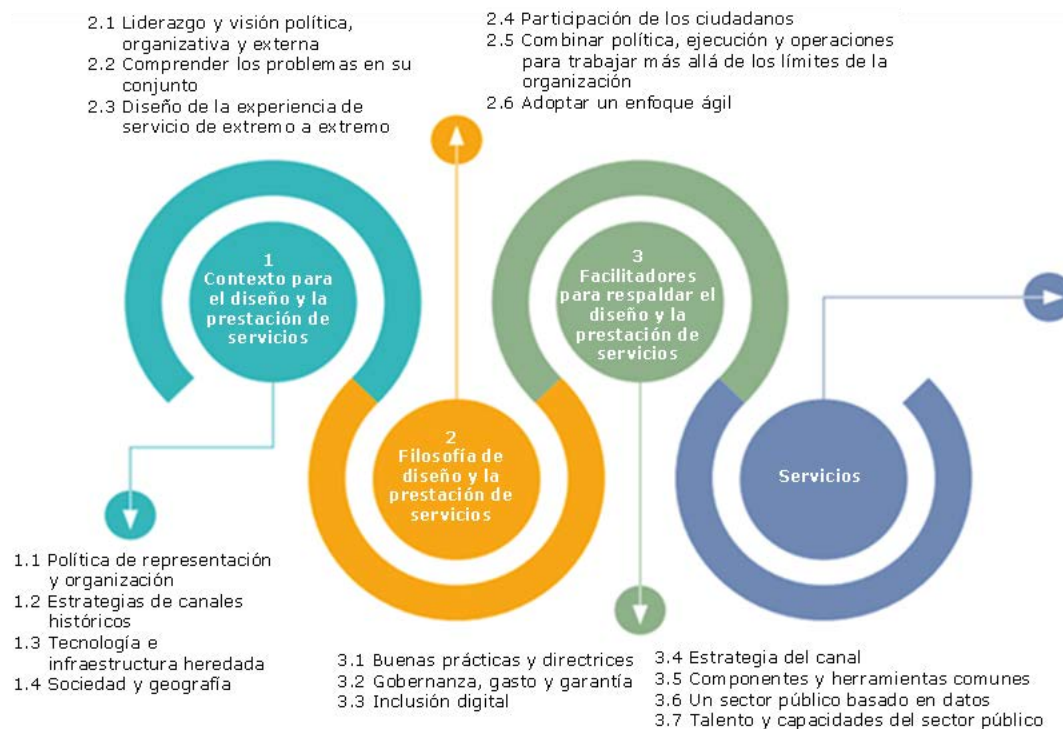 2.1 Liderazgo y visión política,
organizativa y externa
2.2 Comprender los problemas en su
conjunto
2.3 Diseño de la experiencia de
servicio de extremo a extremo
2.4 Participación de los ciudadanos
2.5 Combinar política, ejecución y operaciones
para trabajar más allá de los límites de la
organización
2.6 Adoptar un enfoque ágil
1
Contexto para
el diseño y la
prestación de
servicios
2
Filosofía de
diseño y la
prestación de
servicios
3
Facilitadores
para respaldar el
diseño y la
prestación de
servicios
Servicios
1.1 Política de representación
y organización
1.2 Estrategias de canales
históricos
1.3 Tecnología e
infraestructura heredada
1.4 Sociedad y geografía
3.1 Buenas prácticas y directrices
3.2 Gobernanza, gasto y garantía
3.3 Inclusión digital
3.4 Estrategia del canal
3.5 Componentes y herramientas comunes
3.6 Un sector público basado en datos
3.7 Talento y capacidades del sector público